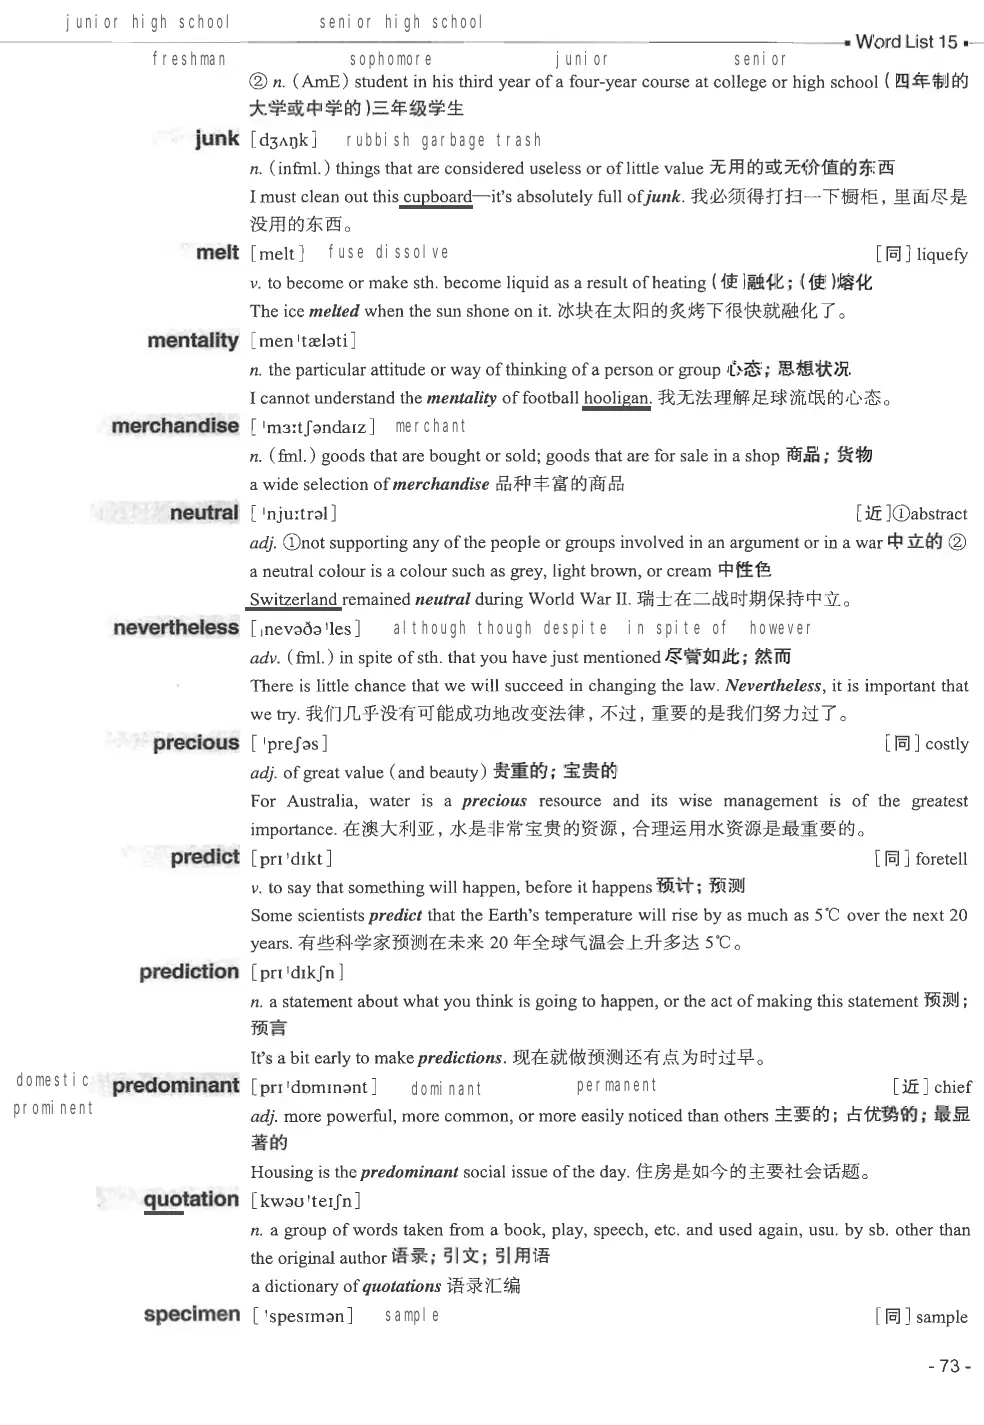 junior high school senior high school
Word List 15
freshman sophomore junior senior
② n. (AmE) student in his third year of a four-year course at college or high school (四年制的
大学或中学的)三年级学生
junk [dʒʌŋk] rubbish garbage trash
n. (infml.) things that are considered useless or of little value 无用的或无价值的东西
I must clean out this cupboard—it's absolutely full of junk. 我必须得打扫一下橱柜，里面尽是
没用的东西。
melt [melt] fuse dissolve [同] liquefy
v. to become or make sth. become liquid as a result of heating (使)融化；(使)熔化
The ice melted when the sun shone on it. 冰块在太阳的炙烤下很快就融化了。
mentality [menˈtæləti]
n. the particular attitude or way of thinking of a person or group 心态；思想状况
I cannot understand the mentality of football hooligan. 我无法理解足球流氓的心态。
merchandise [ˈmɜːtʃəndaɪz] merchant
n. (fml.) goods that are bought or sold; goods that are for sale in a shop 商品；货物
a wide selection of merchandise 品种丰富的商品
neutral [ˈnjuːtrəl] [近]①abstract
adj. ①not supporting any of the people or groups involved in an argument or in a war 中立的 ②
a neutral colour is a colour such as grey, light brown, or cream 中性色
Switzerland remained neutral during World War II. 瑞士在二战时期保持中立。
nevertheless [ˌnevəðəˈles] although though despite in spite of however
adv. (fml.) in spite of sth. that you have just mentioned 尽管如此；然而
There is little chance that we will succeed in changing the law. Nevertheless, it is important that
we try. 我们几乎没有可能成功地改变法律，不过，重要的是我们努力过了。
precious [ˈpreʃəs] [同] costly
adj. of great value (and beauty) 贵重的；宝贵的
For Australia, water is a precious resource and its wise management is of the greatest
importance. 在澳大利亚，水是非常宝贵的资源，合理运用水资源是最重要的。
predict [prɪˈdɪkt] [同] foretell
v. to say that something will happen, before it happens 预计；预测
Some scientists predict that the Earth's temperature will rise by as much as 5℃ over the next 20
years. 有些科学家预测在未来 20 年全球气温会上升多达 5℃。
prediction [prɪˈdɪkʃn]
n. a statement about what you think is going to happen, or the act of making this statement 预测；
预言
It's a bit early to make predictions. 现在就做预测还有点为时过早。
domestic predominant [prɪˈdɒmɪnənt] dominant permanent [近] chief
prominent
adj. more powerful, more common, or more easily noticed than others 主要的；占优势的；最显
著的
Housing is the predominant social issue of the day. 住房是如今的主要社会话题。
quotation [kwəʊˈteɪʃn]
n. a group of words taken from a book, play, speech, etc. and used again, usu. by sb. other than
the original author 语录；引文；引用语
a dictionary of quotations 语录汇编
specimen [ˈspesɪmən] sample [同] sample
- 73 -